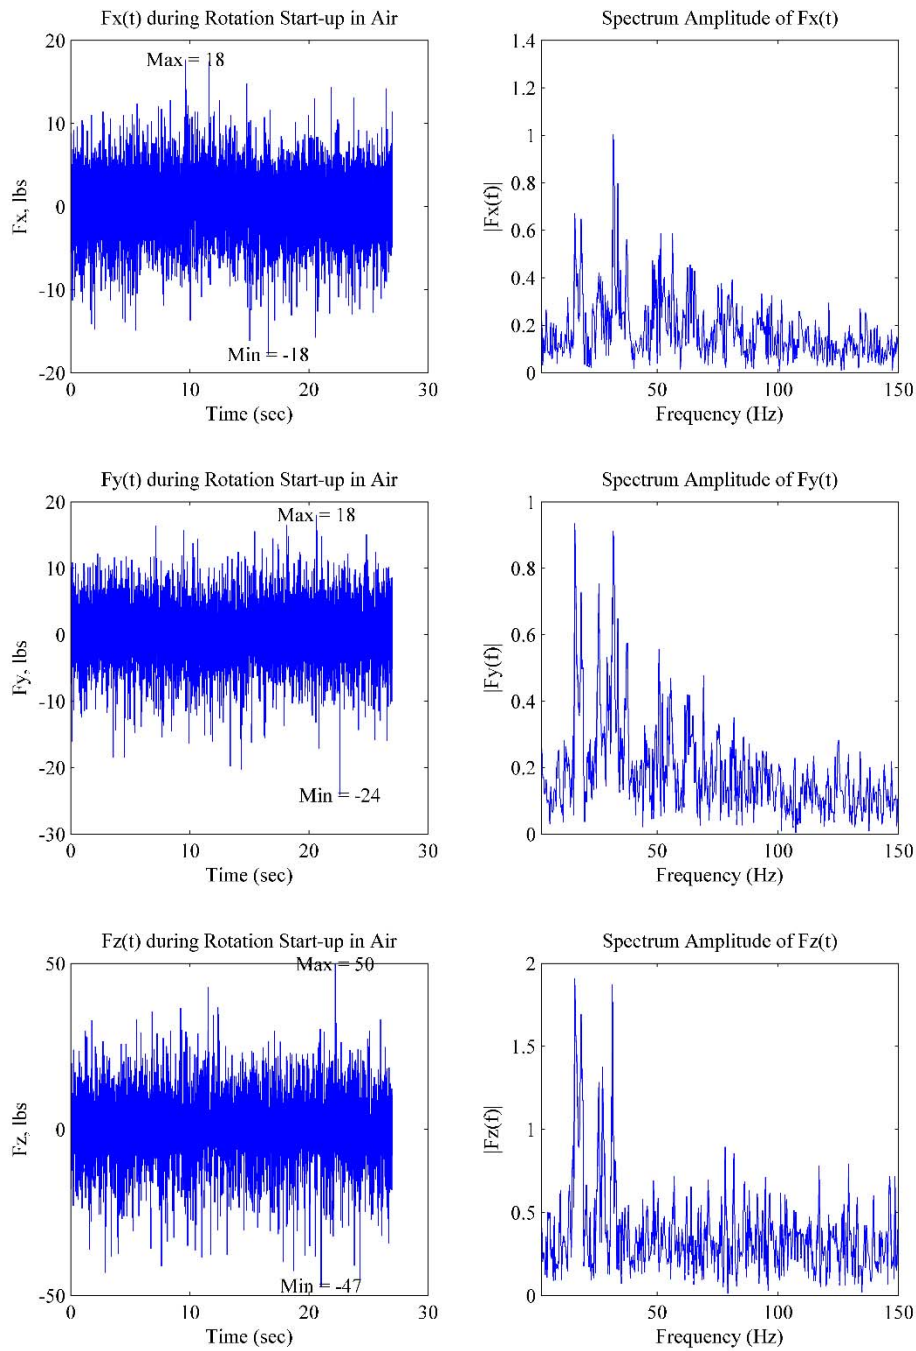 Fx(t) during Rotation Start-up in Air
20
Max = 18
10
0
-10
Min = -18
-20
0
10
20
30
Fx, lbs
Time (sec)
Spectrum Amplitude of Fx(t)
1.4
1.2
1
0.8
0.6
0.4
0.2
0
50
100
150
|Fx(f)|
Frequency (Hz)
Fy(t) during Rotation Start-up in Air
20
Max = 18
10
0
-10
-20
Min = -24
-30
0
10
20
30
Fy, lbs
Time (sec)
Spectrum Amplitude of Fy(t)
1
0.8
0.6
0.4
0.2
0
50
100
150
|Fy(f)|
Frequency (Hz)
Fz(t) during Rotation Start-up in Air
50
Max = 50
0
Min = -47
-50
0
10
20
30
Fz, lbs
Time (sec)
Spectrum Amplitude of Fz(t)
2
1.5
1
0.5
0
50
100
150
|Fz(f)|
Frequency (Hz)